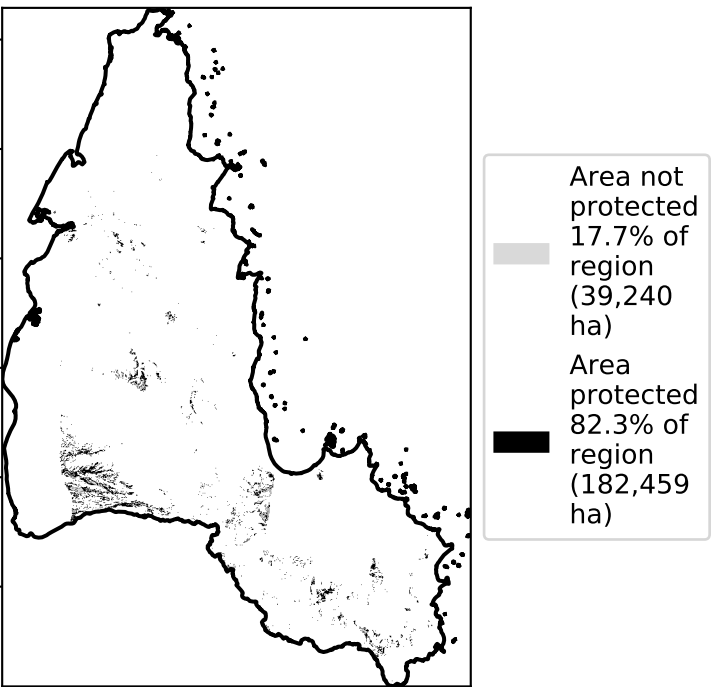 Area not
protected
17.7% of
region
(39,240
ha)
Area
protected
82.3% of
region
(182,459
ha)